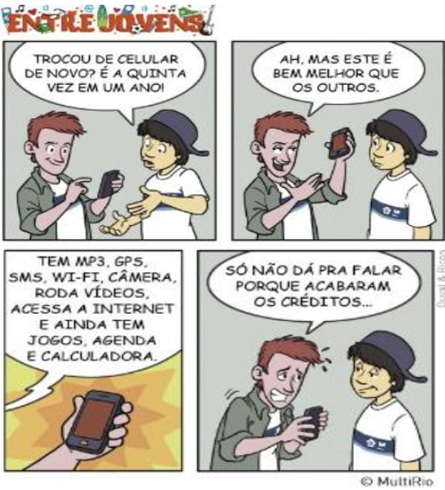 ENTRE JOVENS
TROCOU DE CELULAR
DE NOVO? É A QUINTA
VEZ EM UM ANO!
AH, MAS ESTE É
BEM MELHOR QUE
OS OUTROS.
TEM MP3, GPS,
SMS, WI-FI, CÂMERA,
RODA VÍDEOS,
ACESSA A INTERNET
E AINDA TEM
JOGOS, AGENDA
E CALCULADORA.
SÓ NÃO DÁ PRA FALAR
PORQUE ACABARAM
OS CRÉDITOS...
© MultiRio